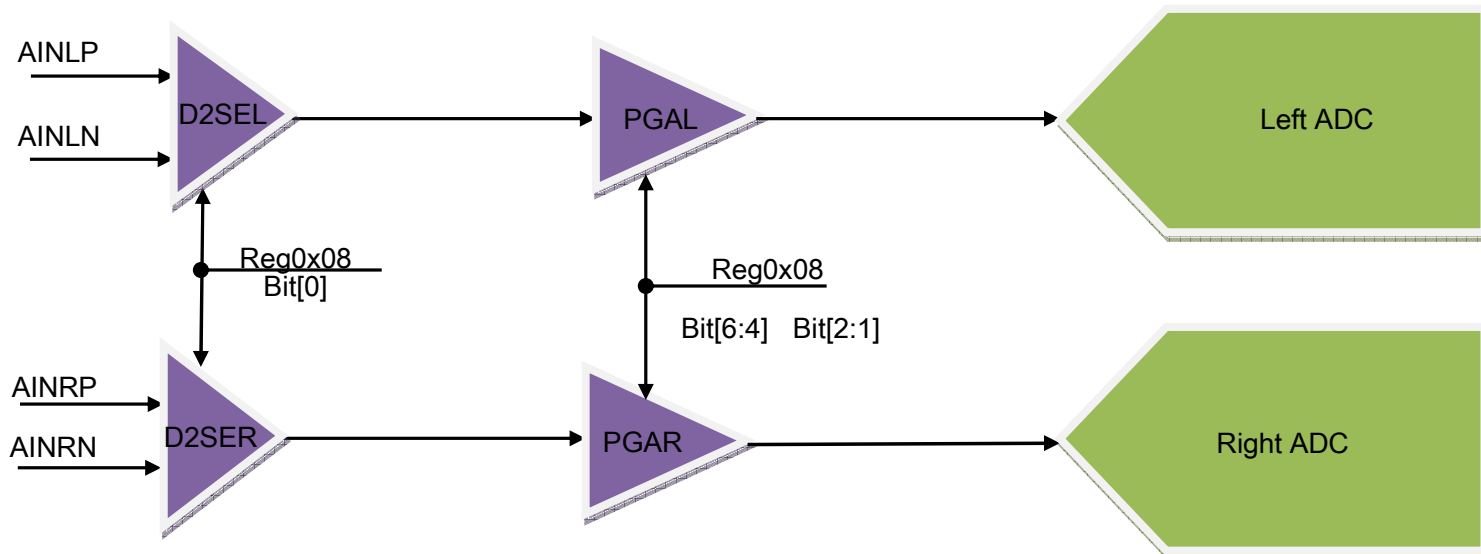 AINLP
D2SEL
PGAL
Left ADC
AINLN
Reg0x08
Bit[0]
Reg0x08
Bit[6:4] Bit[2:1]
AINRP
D2SER
PGAR
Right ADC
AINRN